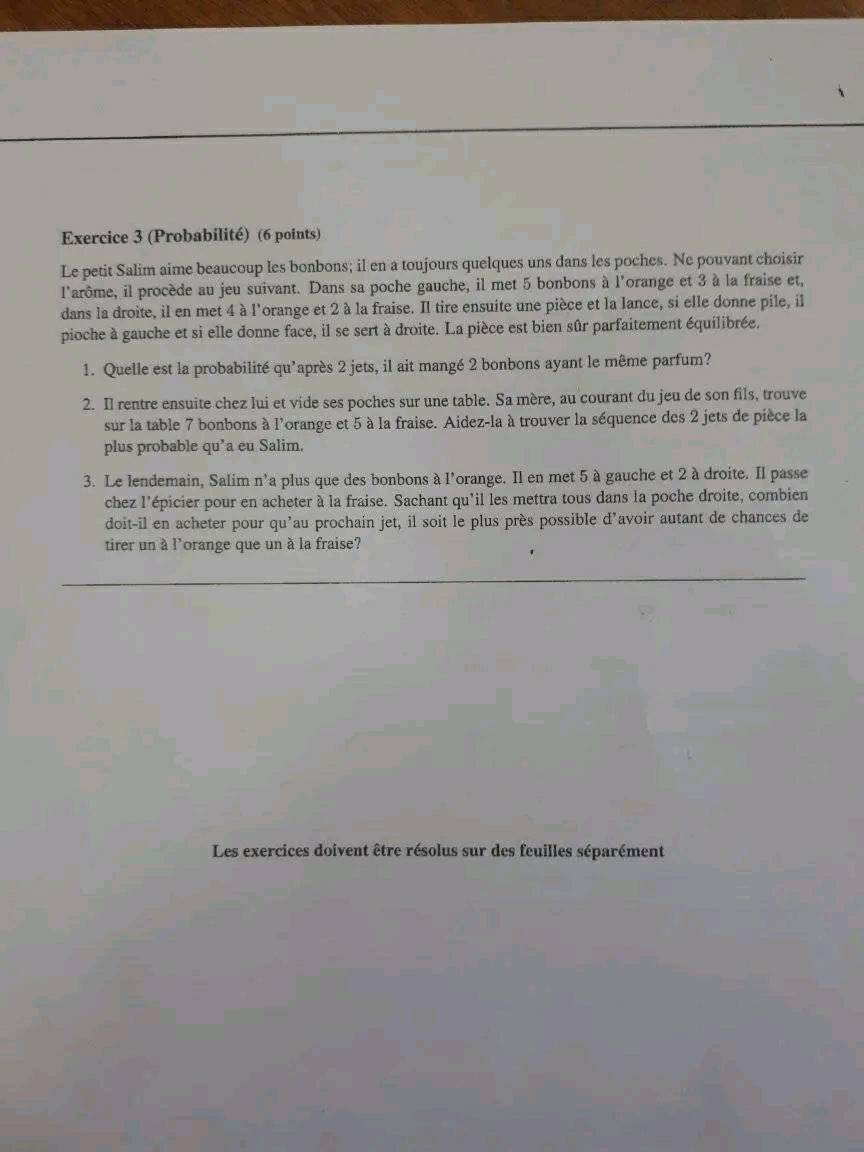 Exercice 3 (Probabilité) (6 points)
Le petit Salim aime beaucoup les bonbons; il en a toujours quelques uns dans les poches. Ne pouvant choisir
l'arôme, il procède au jeu suivant. Dans sa poche gauche, il met 5 bonbons à l'orange et 3 à la fraise et,
dans la droite, il en met 4 à l'orange et 2 à la fraise. Il tire ensuite une pièce et la lance, si elle donne pile, il
pioche à gauche et si elle donne face, il se sert à droite. La pièce est bien sûr parfaitement équilibrée.
1. Quelle est la probabilité qu'après 2 jets, il ait mangé 2 bonbons ayant le même parfum?
2. Il rentre ensuite chez lui et vide ses poches sur une table. Sa mère, au courant du jeu de son fils, trouve
sur la table 7 bonbons à l'orange et 5 à la fraise. Aidez-la à trouver la séquence des 2 jets de pièce la
plus probable qu'a eu Salim.
3. Le lendemain, Salim n'a plus que des bonbons à l'orange. Il en met 5 à gauche et 2 à droite. Il passe
chez l'épicier pour en acheter à la fraise. Sachant qu'il les mettra tous dans la poche droite, combien
doit-il en acheter pour qu'au prochain jet, il soit le plus près possible d'avoir autant de chances de
tirer un à l'orange que un à la fraise?
Les exercices doivent être résolus sur des feuilles séparément